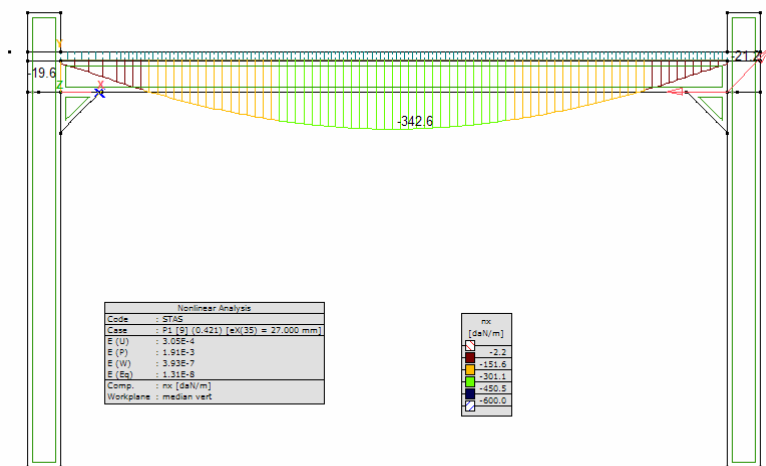 Y
-19.6
-21.2
Z
X
X
-342.6
Nonlinear Analysis
Code : STAS
Case : P1 [9] (0.421) [eX(35) = 27.000 mm]
E (U) : 3.05E-4
E (P) : 1.91E-3
E (W) : 3.93E-7
E (Eq) : 1.31E-8
Comp. : nx [daN/m]
Workplane : median vert
nx
[daN/m]
-2.2
-151.6
-301.1
-450.5
-600.0